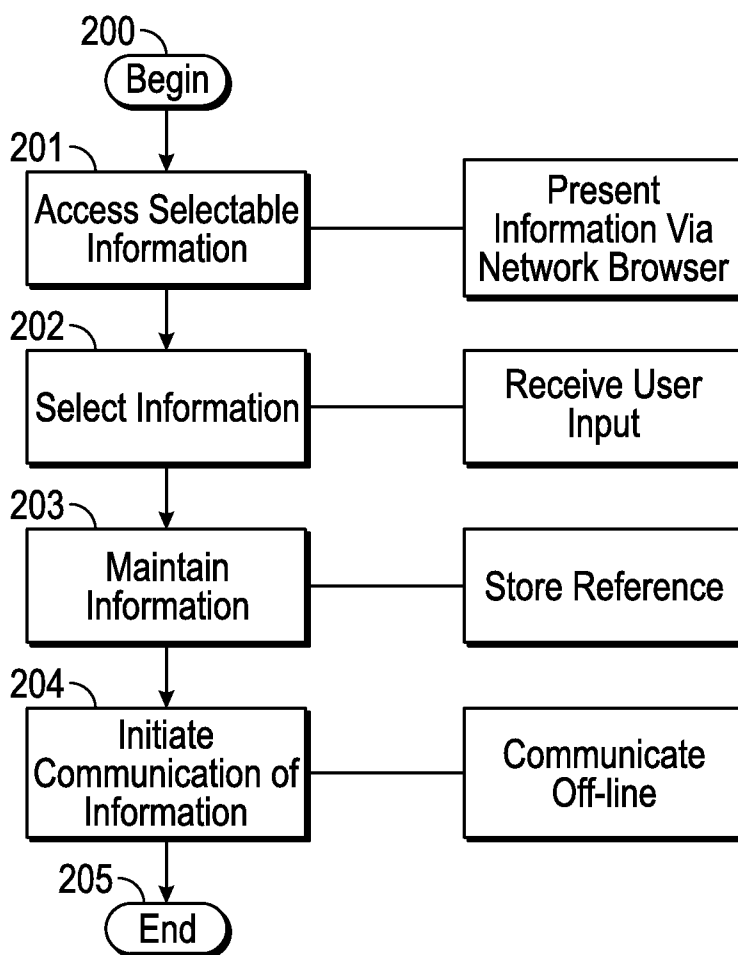 200
Begin
201
Access Selectable
Information
Present
Information Via
Network Browser
202
Select Information
Receive User
Input
203
Maintain
Information
Store Reference
204
Initiate
Communication of
Information
Communicate
Off-line
205
End